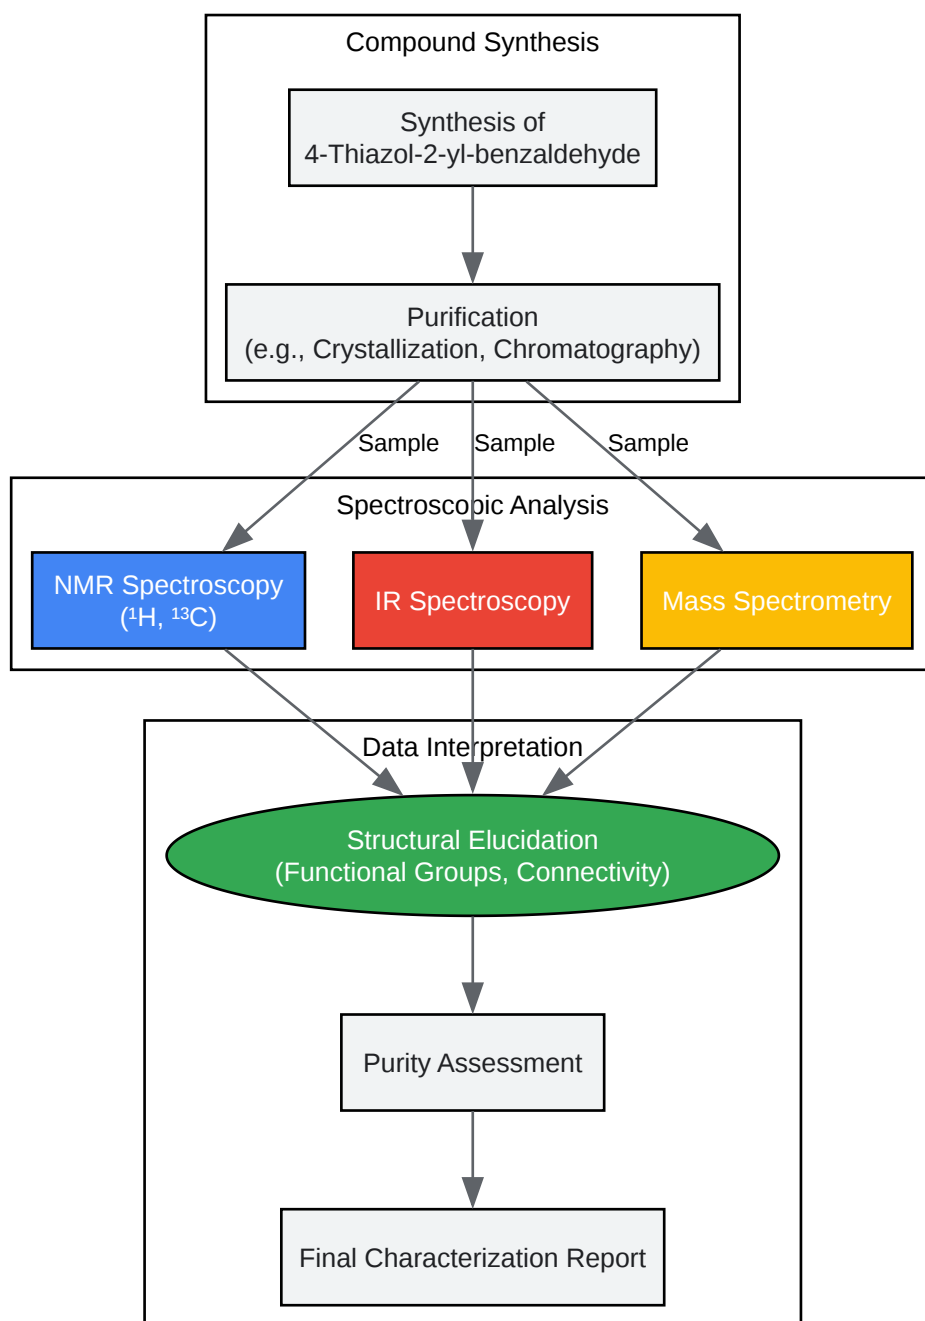 Compound Synthesis
Synthesis of
4-Thiazol-2-yl-benzaldehyde
Purification
(e.g., Crystallization, Chromatography)
Sample
Sample
Sample
Spectroscopic Analysis
NMR Spectroscopy
(¹H, ¹³C)
IR Spectroscopy
Mass Spectrometry
Data Interpretation
Structural Elucidation
(Functional Groups, Connectivity)
Purity Assessment
Final Characterization Report